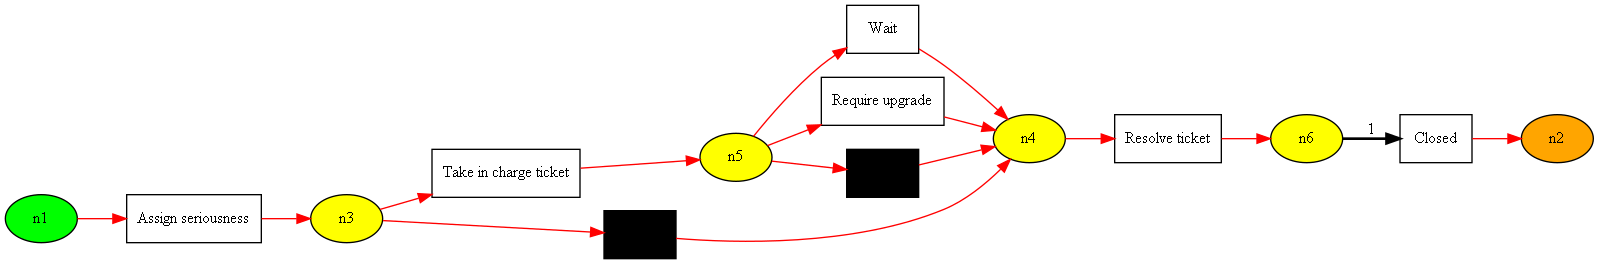 n1
Assign seriousness
n3
Take in charge ticket
n5
Wait
Require upgrade
n4
Resolve ticket
n6
1
Closed
n2